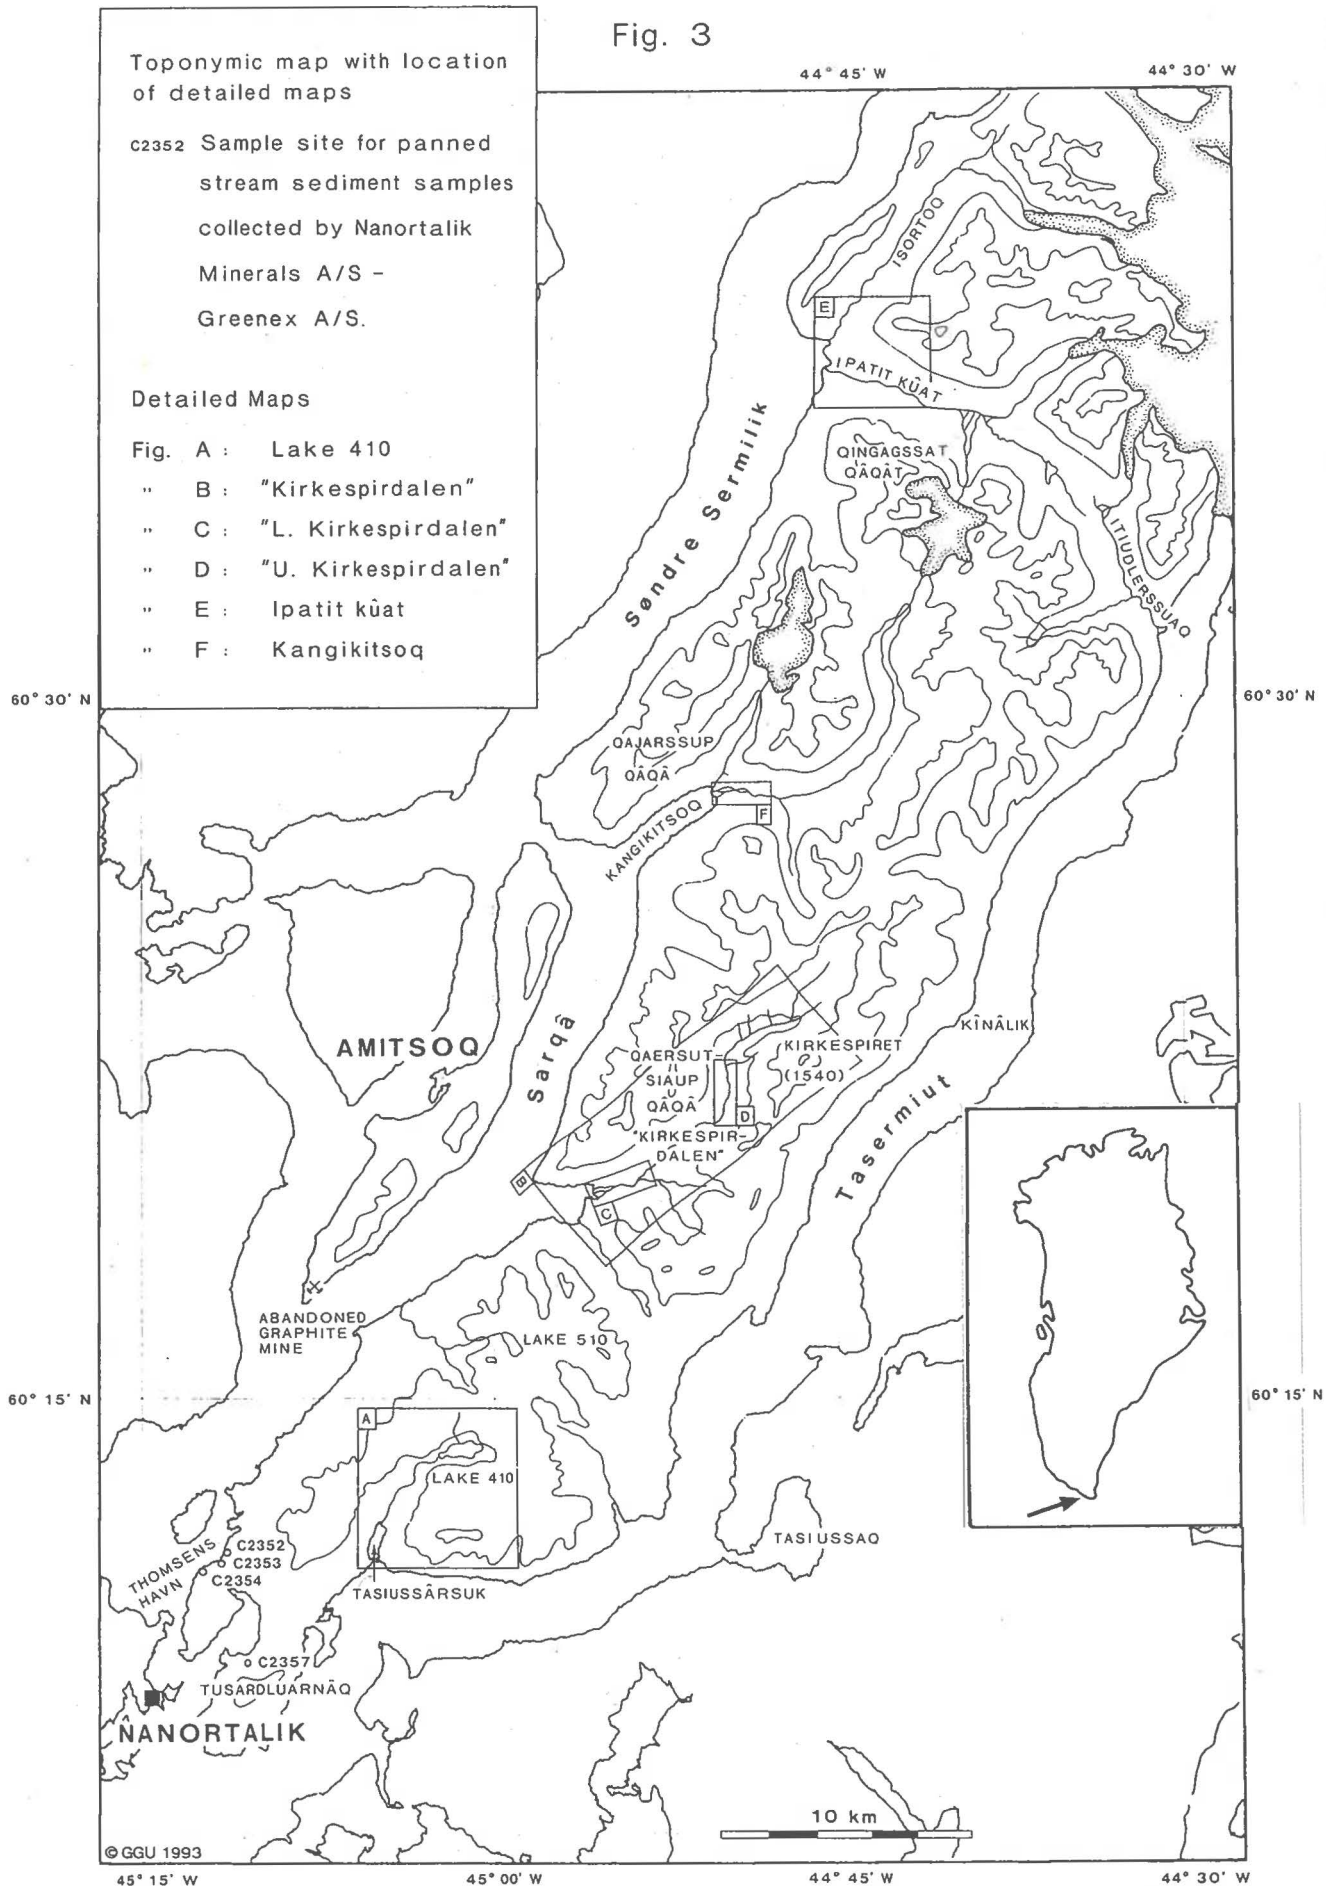 Fig. 3
Toponymic map with location
of detailed maps
C2352 Sample site for panned
stream sediment samples
collected by Nanortalik
Minerals A/S –
Greenex A/S.
Detailed Maps
Fig. A : Lake 410
" B : "Kirkespirdalen"
" C : "L. Kirkespirdalen"
" D : "U. Kirkespirdalen"
" E : Ipatit kûat
" F : Kangikitsoq
44° 45' W
44° 30' W
ISORTOQ
E
IPATIT KÛAT
QINGAGSSAT
QÂQÂT
Søndre Sermilik
ITIUDLERSSUAQ
60° 30' N
60° 30' N
QAJARSSUP
QÂQÂ
KANGIKITSOQ
F
AMITSOQ
Sarqâ
KÎNÂLIK
KIRKESPIRET
(1540)
QAERSUT-
SIAUP
QÂQÂ
D
"KIRKESPIR-
DALEN"
Tasermiut
B
C
ABANDONED
GRAPHITE
MINE
LAKE 510
60° 15' N
60° 15' N
A
LAKE 410
TASIUSSAQ
THOMSENS
HAVN
C2352
C2353
C2354
TASIUSSÂRSUK
C2357
TUSARDLUARNÂQ
NANORTALIK
10 km
© GGU 1993
45° 15' W
45° 00' W
44° 45' W
44° 30' W